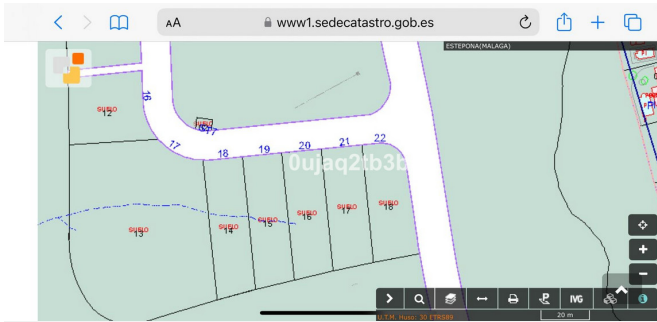 AA
www1.sedecatastro.gob.es
ESTEPONA(MALAGA)
16
SUELO
12
17
18
19
20
21
22
0ujaq2tb3b
SUELO
13
SUELO
14
SUELO
15
SUELO
16
SUELO
17
SUELO
18
IVG
U.T.M. Huso: 30 ETRS89
20 m